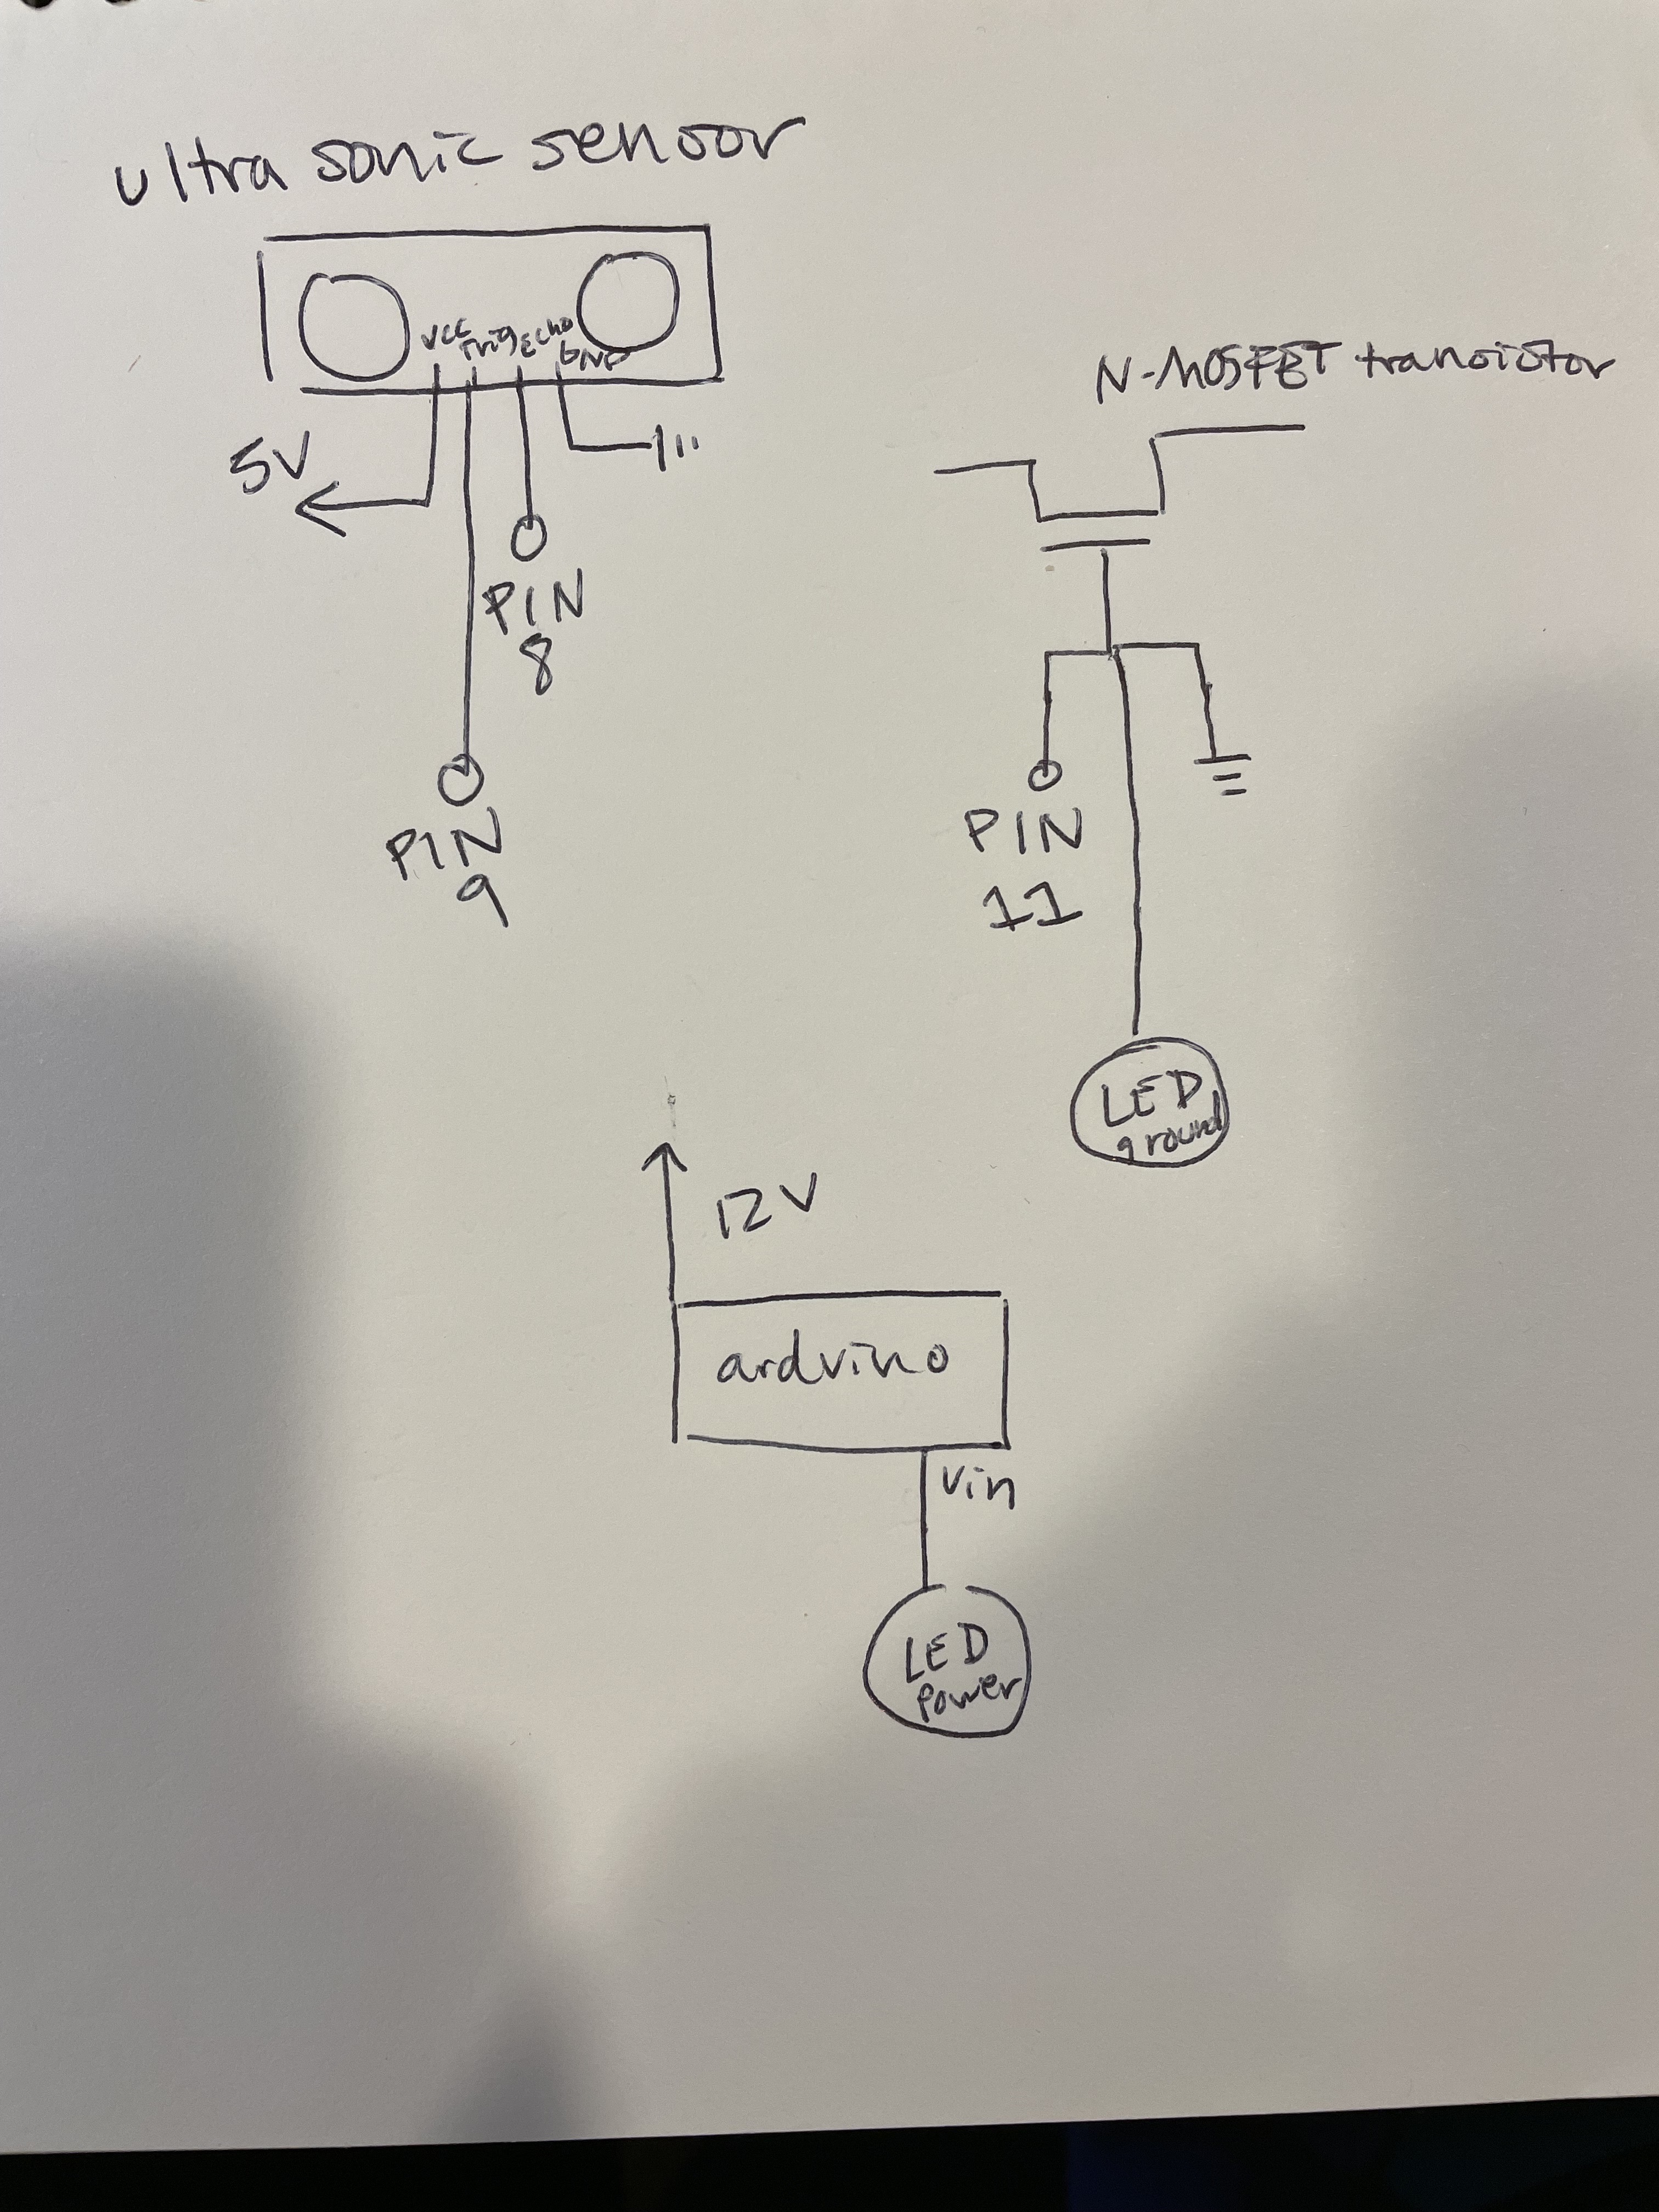 ultra sonic sensor
VCC
Trig
Echo
GND
5V
PIN
8
PIN
9
N-MOSFET transistor
PIN
11
LED
ground
12V
arduino
Vin
LED
Power